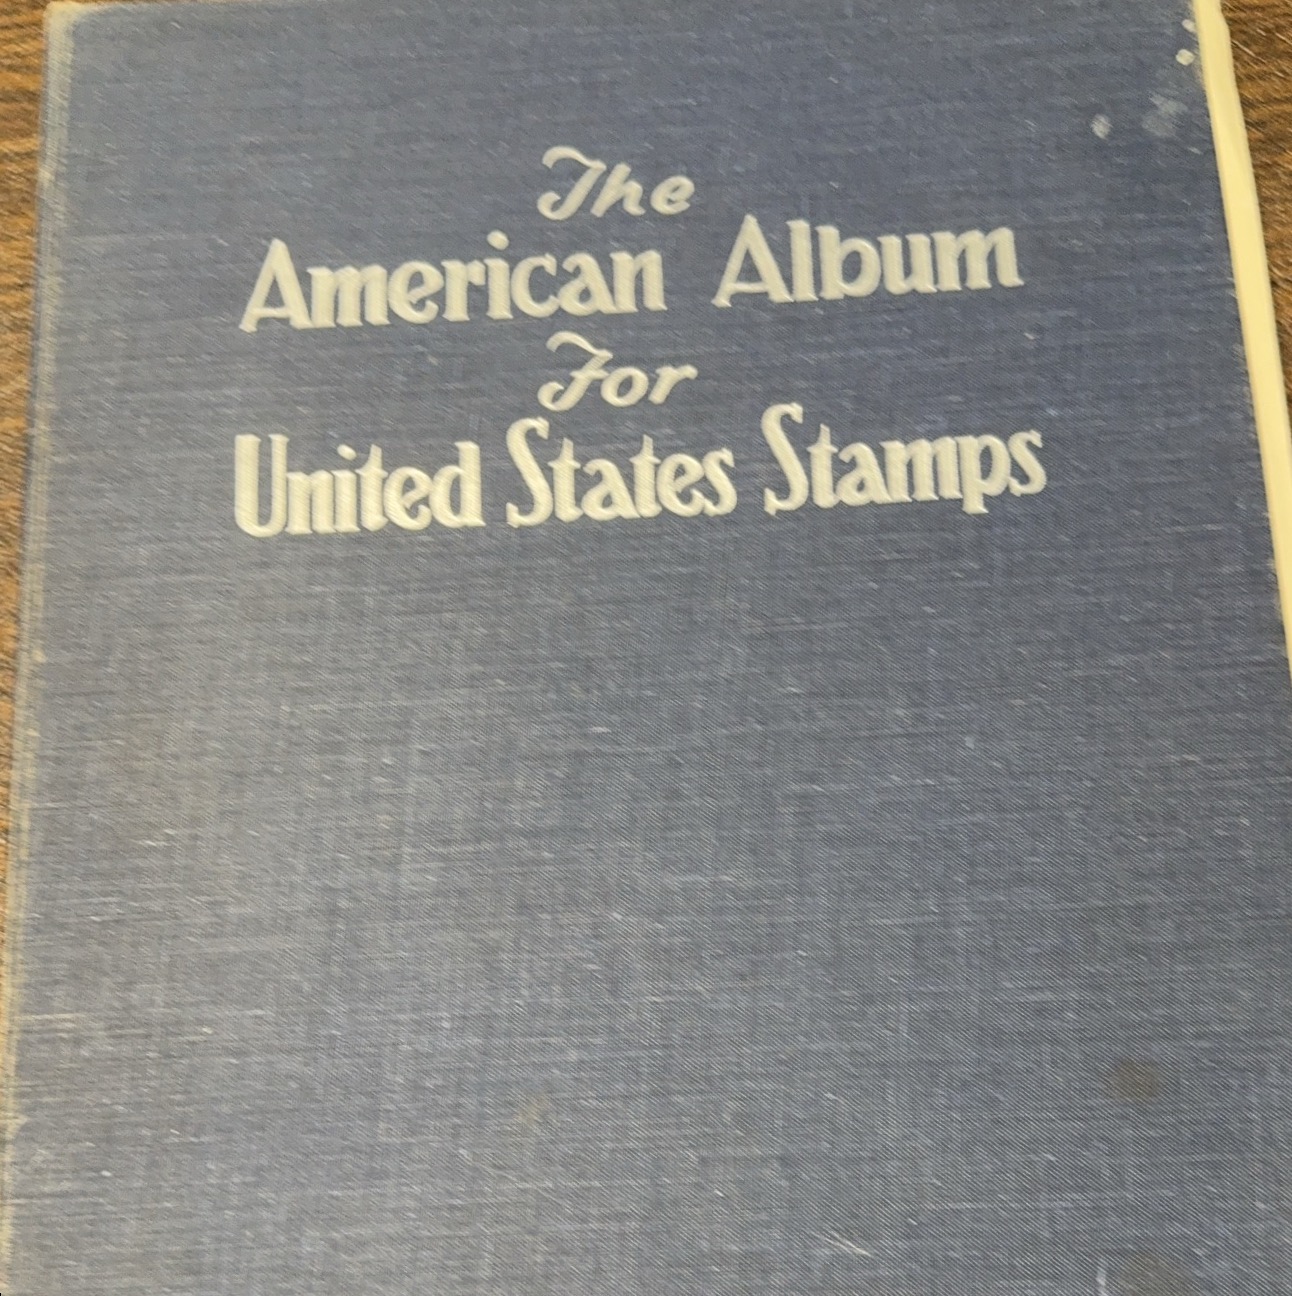 The
American Album
For
United States Stamps